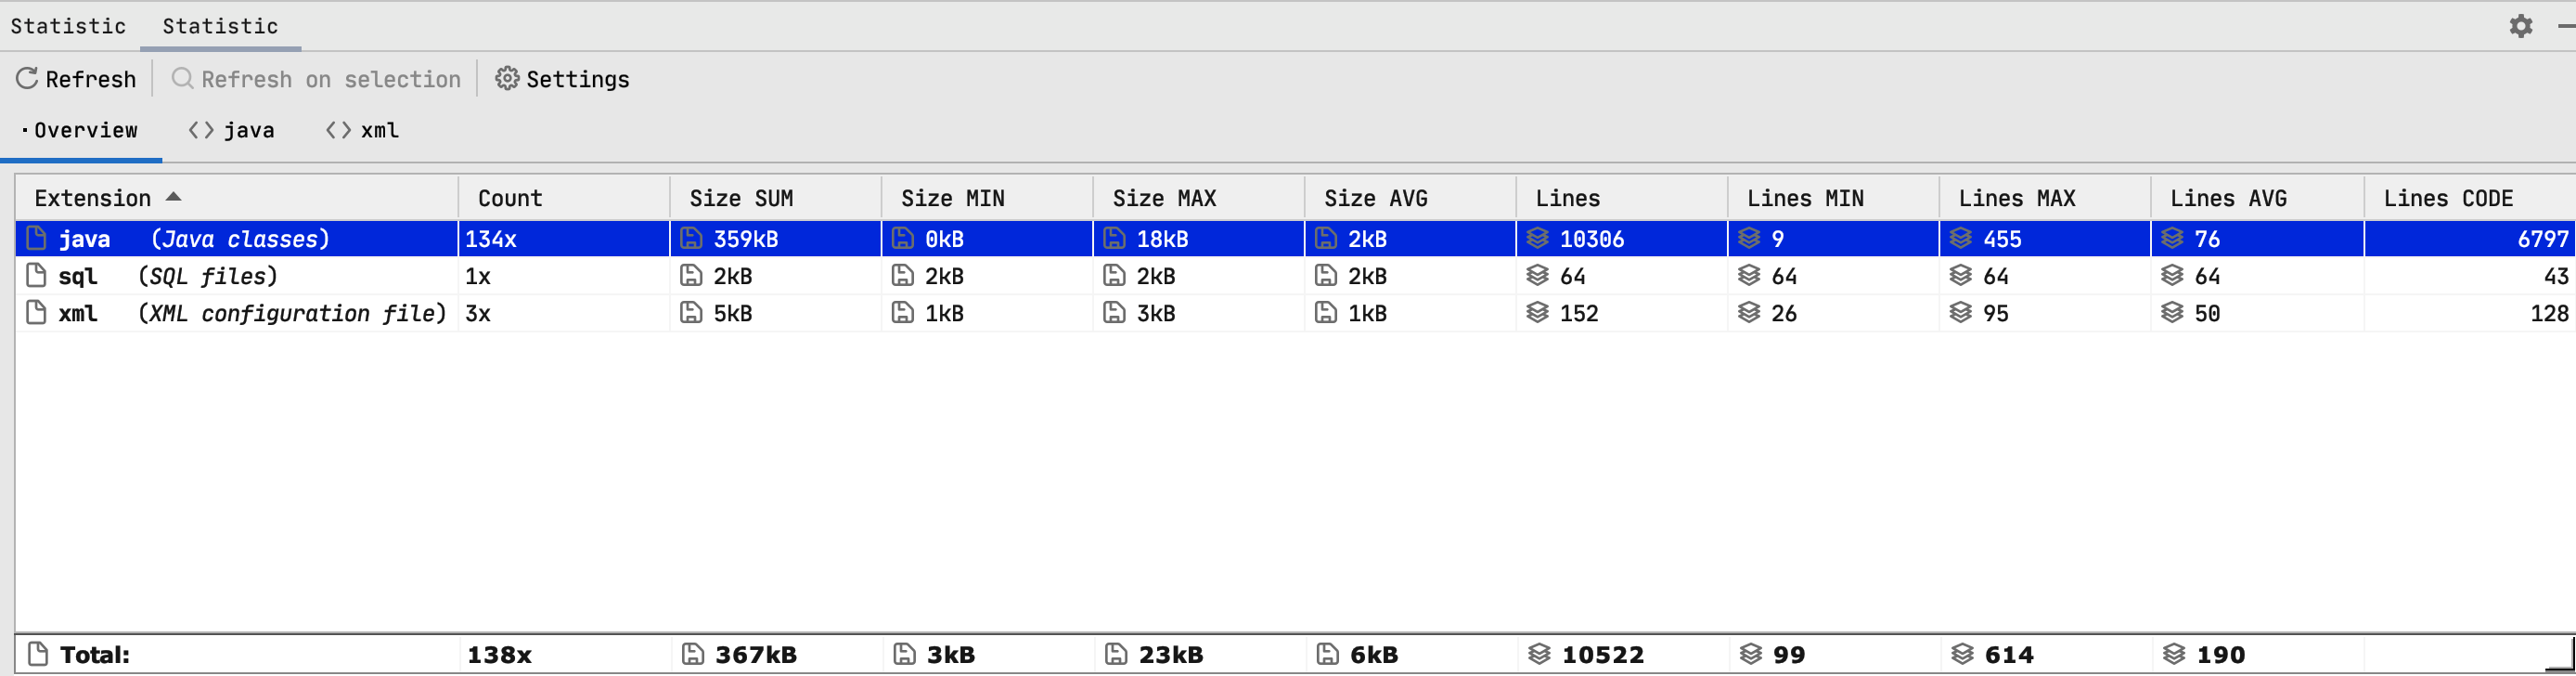 Statistic Statistic
Refresh Refresh on selection Settings
Overview java xml
Extension Count Size SUM Size MIN Size MAX Size AVG Lines Lines MIN Lines MAX Lines AVG Lines CODE
java (Java classes) 134x 359kB 0kB 18kB 2kB 10306 9 455 76 6797
sql (SQL files) 1x 2kB 2kB 2kB 2kB 64 64 64 64 43
xml (XML configuration file) 3x 5kB 1kB 3kB 1kB 152 26 95 50 128
Total: 138x 367kB 3kB 23kB 6kB 10522 99 614 190